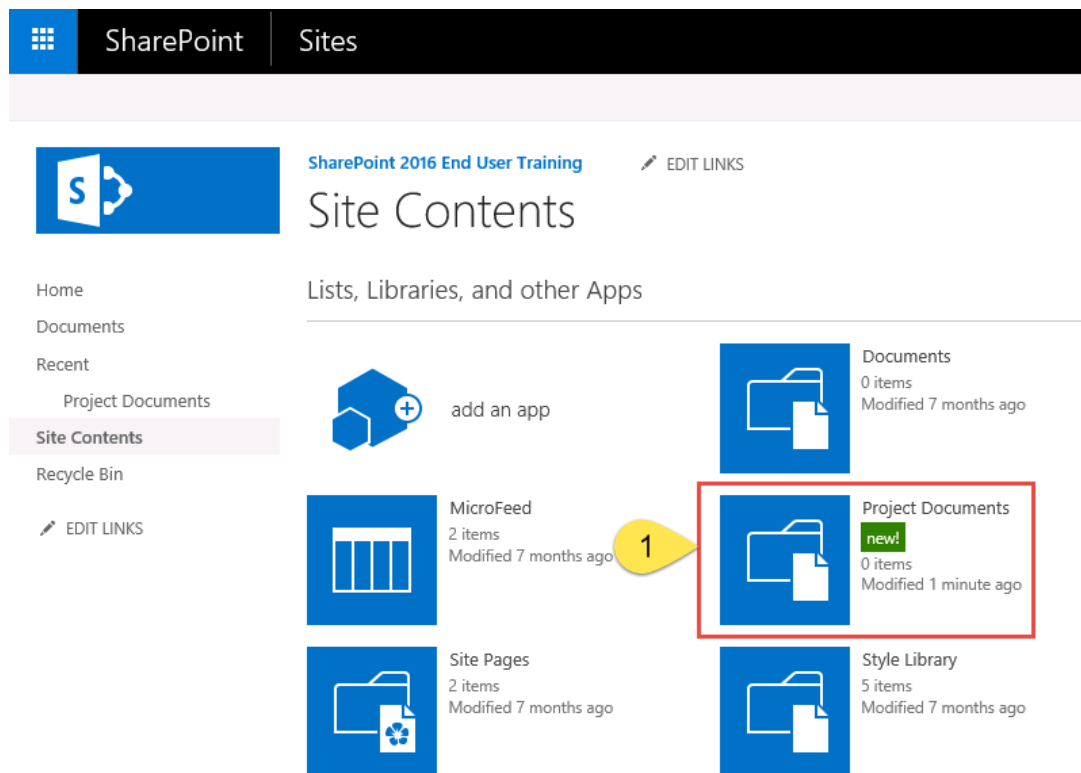 SharePoint Sites
S
SharePoint 2016 End User Training EDIT LINKS
Site Contents
Home
Documents
Recent
Project Documents
Site Contents
Recycle Bin
EDIT LINKS
Lists, Libraries, and other Apps
add an app
Documents
0 items
Modified 7 months ago
MicroFeed
2 items
Modified 7 months ago
1
Project Documents
new!
0 items
Modified 1 minute ago
Site Pages
2 items
Modified 7 months ago
Style Library
5 items
Modified 7 months ago